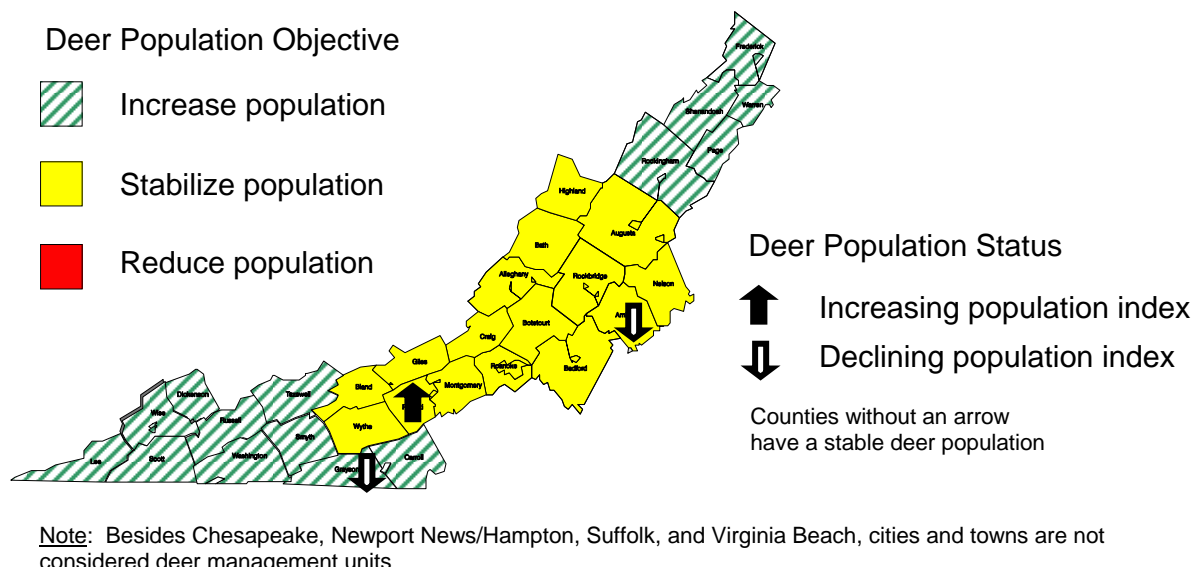 Deer Population Objective
Increase population
Stabilize population
Reduce population
Frederick
Shenandoah
Warren
Page
Rockingham
Highland
Augusta
Bath
Alleghany
Rockbridge
Nelson
Botetourt
Craig
Giles
Roanoke
Bedford
Bland
Montgomery
Wythe
Dickenson
Tazewell
Wise
Russell
Smyth
Lee
Scott
Washington
Grayson
Carroll
Deer Population Status
Increasing population index
Declining population index
Counties without an arrow
have a stable deer population
Note: Besides Chesapeake, Newport News/Hampton, Suffolk, and Virginia Beach, cities and towns are not
considered deer management units